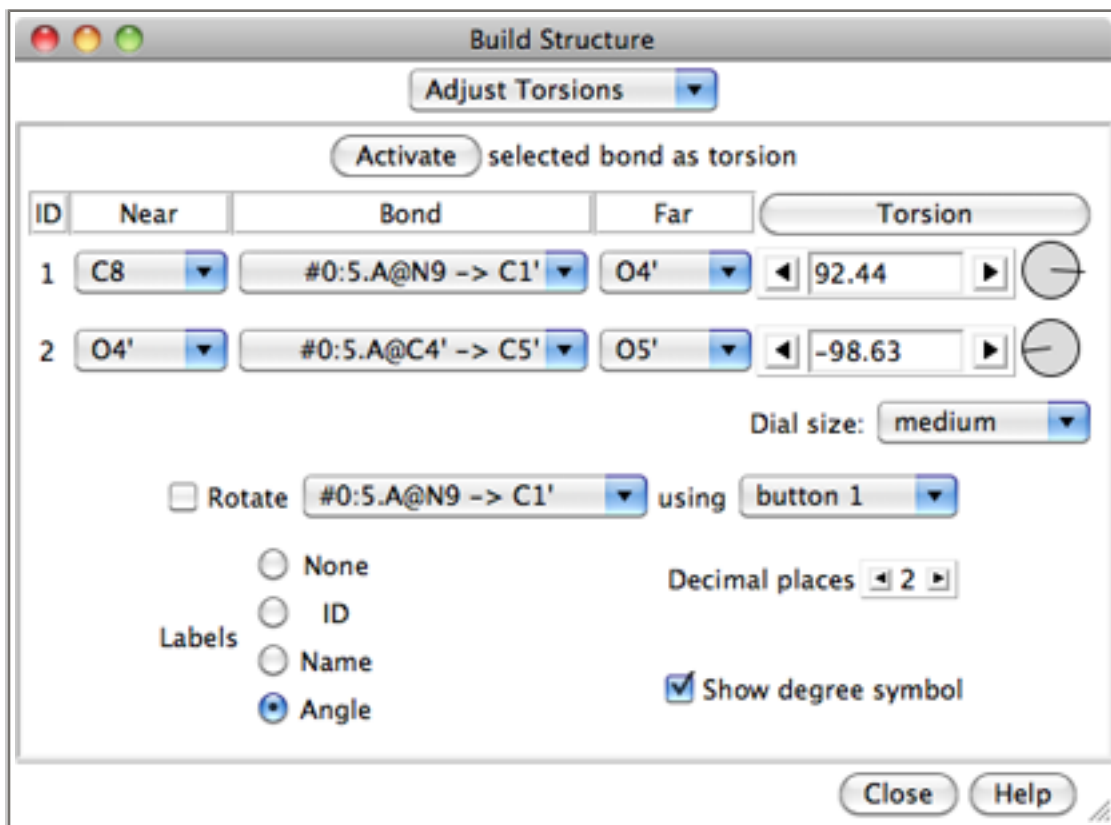 Build Structure
Adjust Torsions
Activate selected bond as torsion
ID Near Bond Far Torsion
1 C8 #0:5.A@N9 -> C1' O4' 92.44
2 O4' #0:5.A@C4' -> C5' O5' -98.63
Dial size: medium
Rotate #0:5.A@N9 -> C1' using button 1
None
Decimal places 2
ID
Labels
Name
Show degree symbol
Angle
Close Help